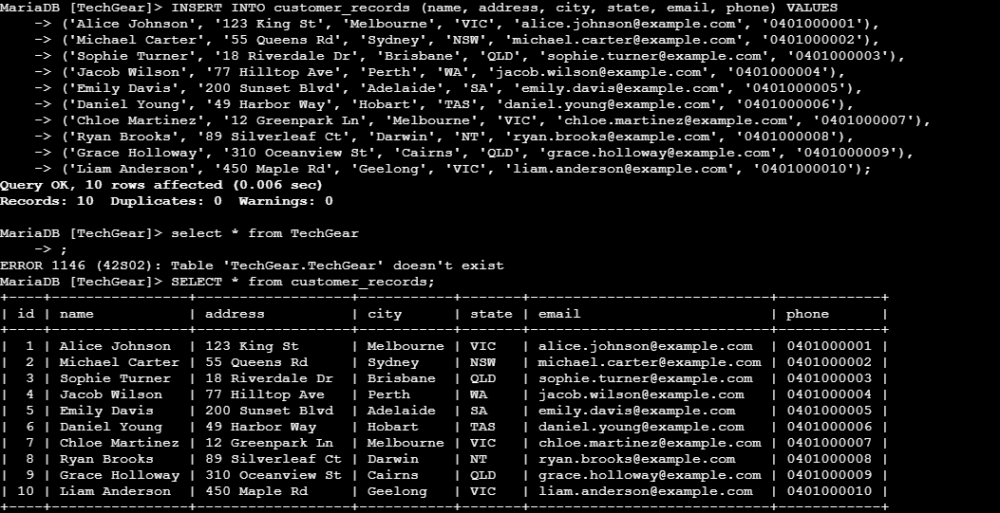 MariaDB [TechGear]> INSERT INTO customer_records (name, address, city, state, email, phone) VALUES
    -> ('Alice Johnson', '123 King St', 'Melbourne', 'VIC', 'alice.johnson@example.com', '0401000001'),
    -> ('Michael Carter', '55 Queens Rd', 'Sydney', 'NSW', 'michael.carter@example.com', '0401000002'),
    -> ('Sophie Turner', '18 Riverdale Dr', 'Brisbane', 'QLD', 'sophie.turner@example.com', '0401000003'),
    -> ('Jacob Wilson', '77 Hilltop Ave', 'Perth', 'WA', 'jacob.wilson@example.com', '0401000004'),
    -> ('Emily Davis', '200 Sunset Blvd', 'Adelaide', 'SA', 'emily.davis@example.com', '0401000005'),
    -> ('Daniel Young', '49 Harbor Way', 'Hobart', 'TAS', 'daniel.young@example.com', '0401000006'),
    -> ('Chloe Martinez', '12 Greenpark Ln', 'Melbourne', 'VIC', 'chloe.martinez@example.com', '0401000007'),
    -> ('Ryan Brooks', '89 Silverleaf Ct', 'Darwin', 'NT', 'ryan.brooks@example.com', '0401000008'),
    -> ('Grace Holloway', '310 Oceanview St', 'Cairns', 'QLD', 'grace.holloway@example.com', '0401000009'),
    -> ('Liam Anderson', '450 Maple Rd', 'Geelong', 'VIC', 'liam.anderson@example.com', '0401000010');
Query OK, 10 rows affected (0.006 sec)
Records: 10  Duplicates: 0  Warnings: 0

MariaDB [TechGear]> select * from TechGear
    -> ;
ERROR 1146 (42S02): Table 'TechGear.TechGear' doesn't exist
MariaDB [TechGear]> SELECT * from customer_records;
+----+----------------+------------------+-----------+-------+----------------------------+------------+
| id | name           | address          | city      | state | email                      | phone      |
+----+----------------+------------------+-----------+-------+----------------------------+------------+
|  1 | Alice Johnson  | 123 King St      | Melbourne | VIC   | alice.johnson@example.com  | 0401000001 |
|  2 | Michael Carter | 55 Queens Rd     | Sydney    | NSW   | michael.carter@example.com | 0401000002 |
|  3 | Sophie Turner  | 18 Riverdale Dr  | Brisbane  | QLD   | sophie.turner@example.com  | 0401000003 |
|  4 | Jacob Wilson   | 77 Hilltop Ave   | Perth     | WA    | jacob.wilson@example.com   | 0401000004 |
|  5 | Emily Davis    | 200 Sunset Blvd  | Adelaide  | SA    | emily.davis@example.com    | 0401000005 |
|  6 | Daniel Young   | 49 Harbor Way    | Hobart    | TAS   | daniel.young@example.com   | 0401000006 |
|  7 | Chloe Martinez | 12 Greenpark Ln  | Melbourne | VIC   | chloe.martinez@example.com | 0401000007 |
|  8 | Ryan Brooks    | 89 Silverleaf Ct | Darwin    | NT    | ryan.brooks@example.com    | 0401000008 |
|  9 | Grace Holloway | 310 Oceanview St | Cairns    | QLD   | grace.holloway@example.com | 0401000009 |
| 10 | Liam Anderson  | 450 Maple Rd     | Geelong   | VIC   | liam.anderson@example.com  | 0401000010 |
+----+----------------+------------------+-----------+-------+----------------------------+------------+